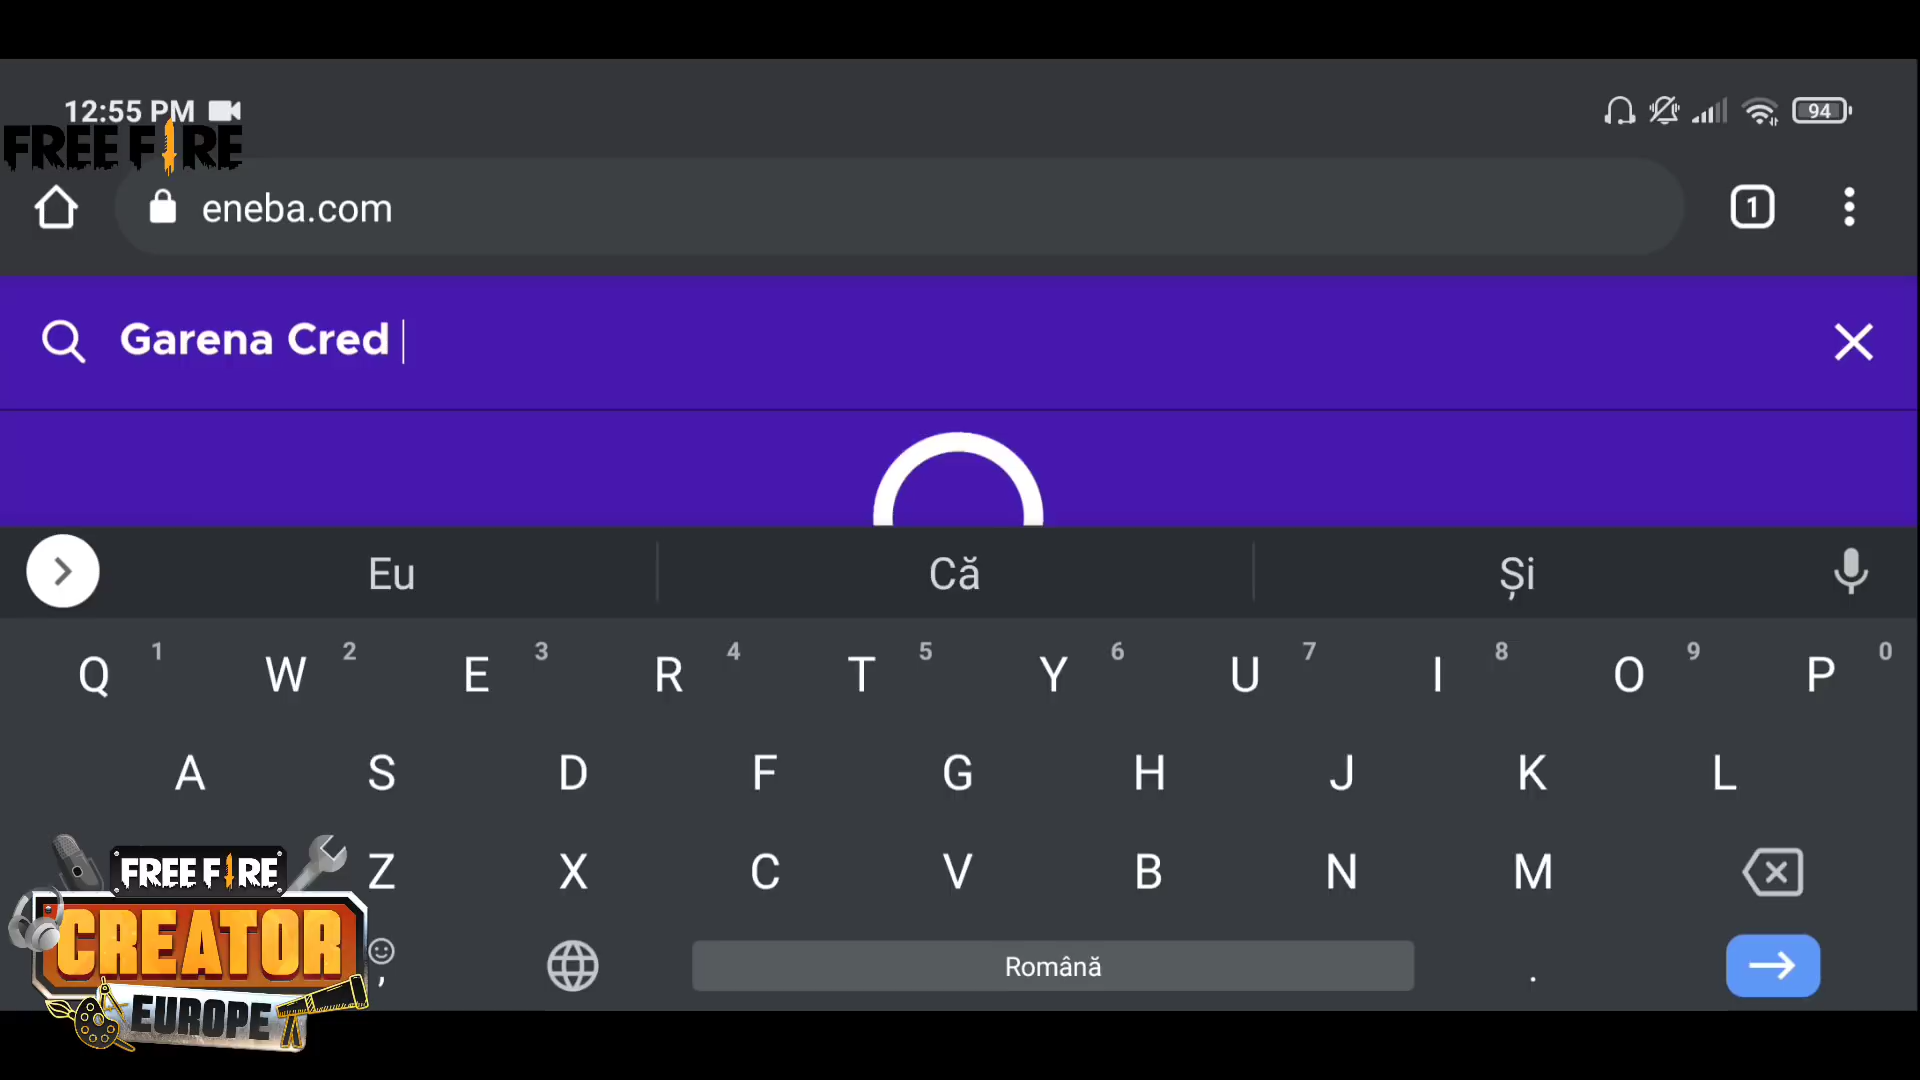 12:55 PM
94
FREE FIRE
eneba.com
1
Garena Cred
Eu Că Și
Q 1 W 2 E 3 R 4 T 5 Y 6 U 7 I 8 O 9 P 0
A S D F G H J K L
Z X C V B N M
, Română .
FREE FIRE
CREATOR
EUROPE